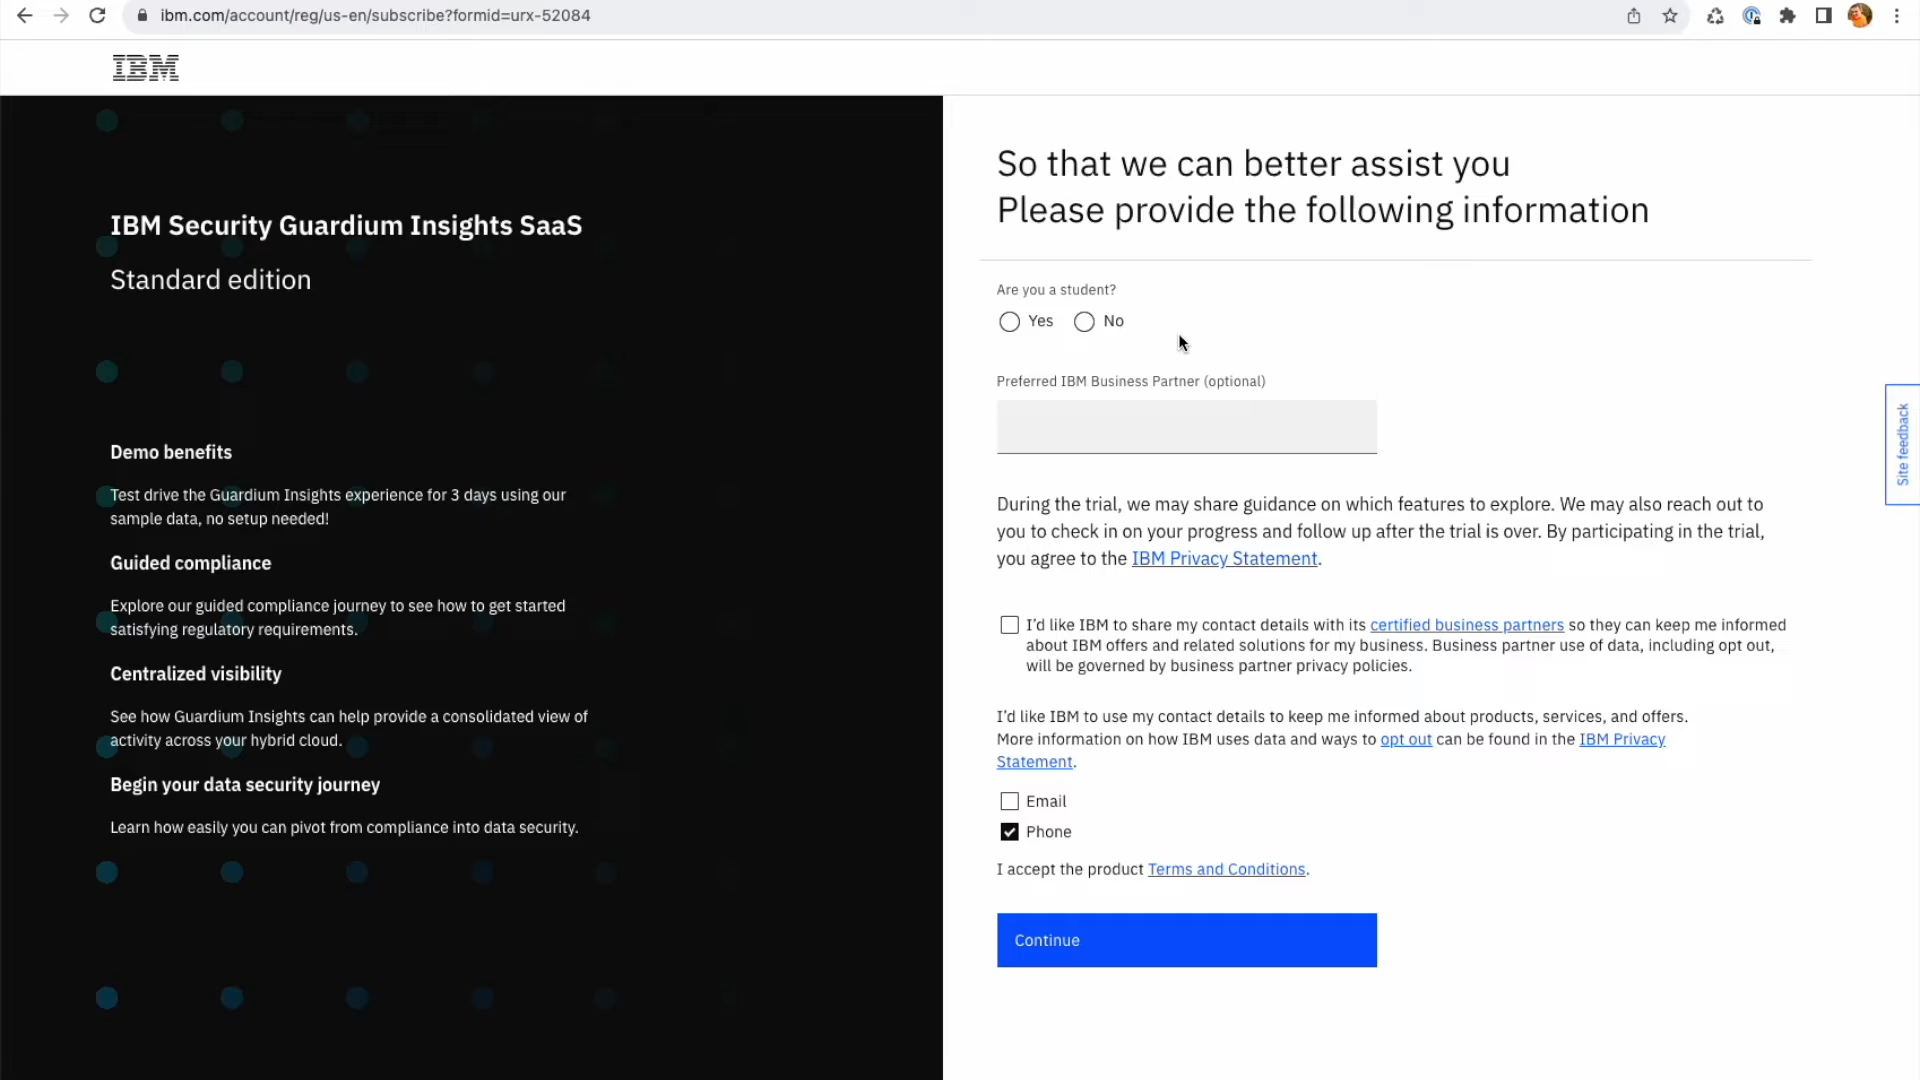 ibm.com/account/reg/us-en/subscribe?formid=urx-52084
IBM
IBM Security Guardium Insights SaaS
Standard edition
Demo benefits
Test drive the Guardium Insights experience for 3 days using our
sample data, no setup needed!
Guided compliance
Explore our guided compliance journey to see how to get started
satisfying regulatory requirements.
Centralized visibility
See how Guardium Insights can help provide a consolidated view of
activity across your hybrid cloud.
Begin your data security journey
Learn how easily you can pivot from compliance into data security.
So that we can better assist you
Please provide the following information
Are you a student?
Yes No
Preferred IBM Business Partner (optional)
During the trial, we may share guidance on which features to explore. We may also reach out to
you to check in on your progress and follow up after the trial is over. By participating in the trial,
you agree to the IBM Privacy Statement.
I'd like IBM to share my contact details with its certified business partners so they can keep me informed
about IBM offers and related solutions for my business. Business partner use of data, including opt out,
will be governed by business partner privacy policies.
I'd like IBM to use my contact details to keep me informed about products, services, and offers.
More information on how IBM uses data and ways to opt out can be found in the IBM Privacy
Statement.
Email
Phone
I accept the product Terms and Conditions.
Continue
Site feedback